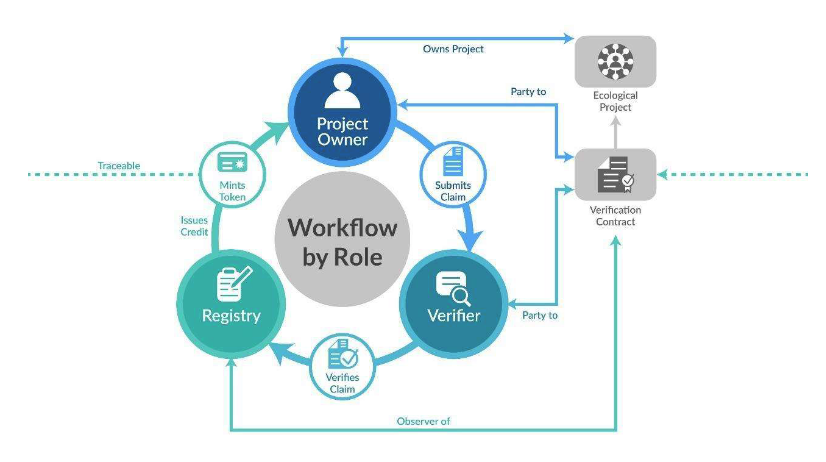 Owns Project
Ecological
Project
Party to
Project
Owner
Traceable
Mints
Token
Submits
Claim
Verification
Contract
Issues
Credit
Workflow
by Role
Registry
Verifier
Party to
Verifies
Claim
Observer of